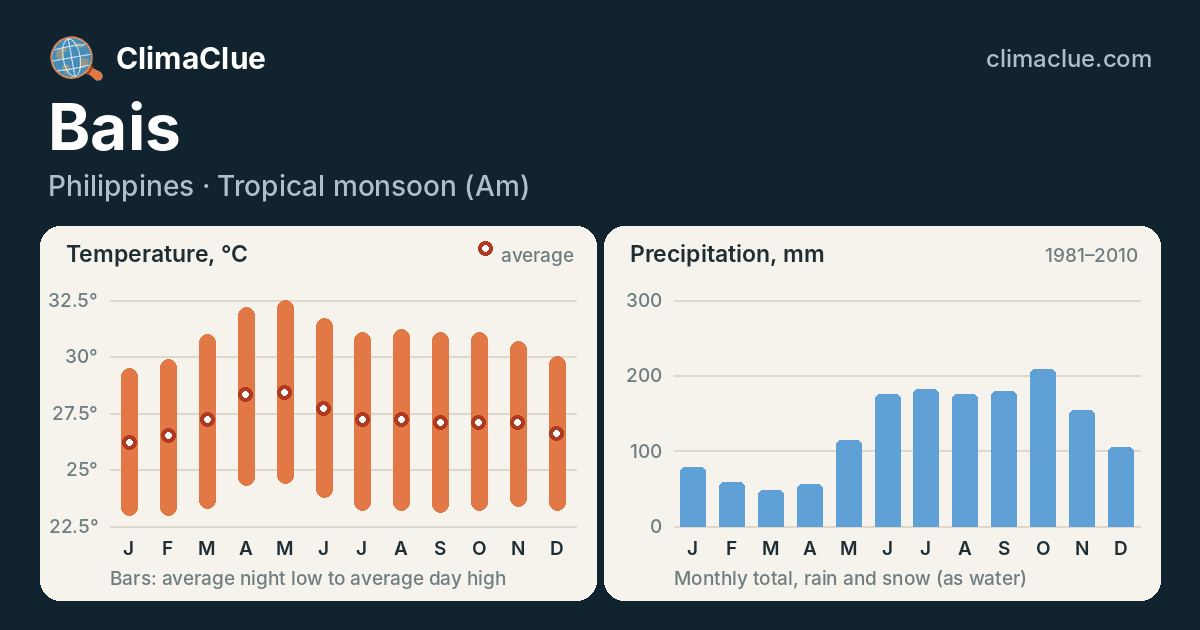 ClimaClue
climaclue.com
Bais
Philippines · Tropical monsoon (Am)
Temperature, °C
average
32.5°
30°
27.5°
25°
22.5°
J F M A M J J A S O N D
Bars: average night low to average day high
Precipitation, mm
1981–2010
300
200
100
0
J F M A M J J A S O N D
Monthly total, rain and snow (as water)